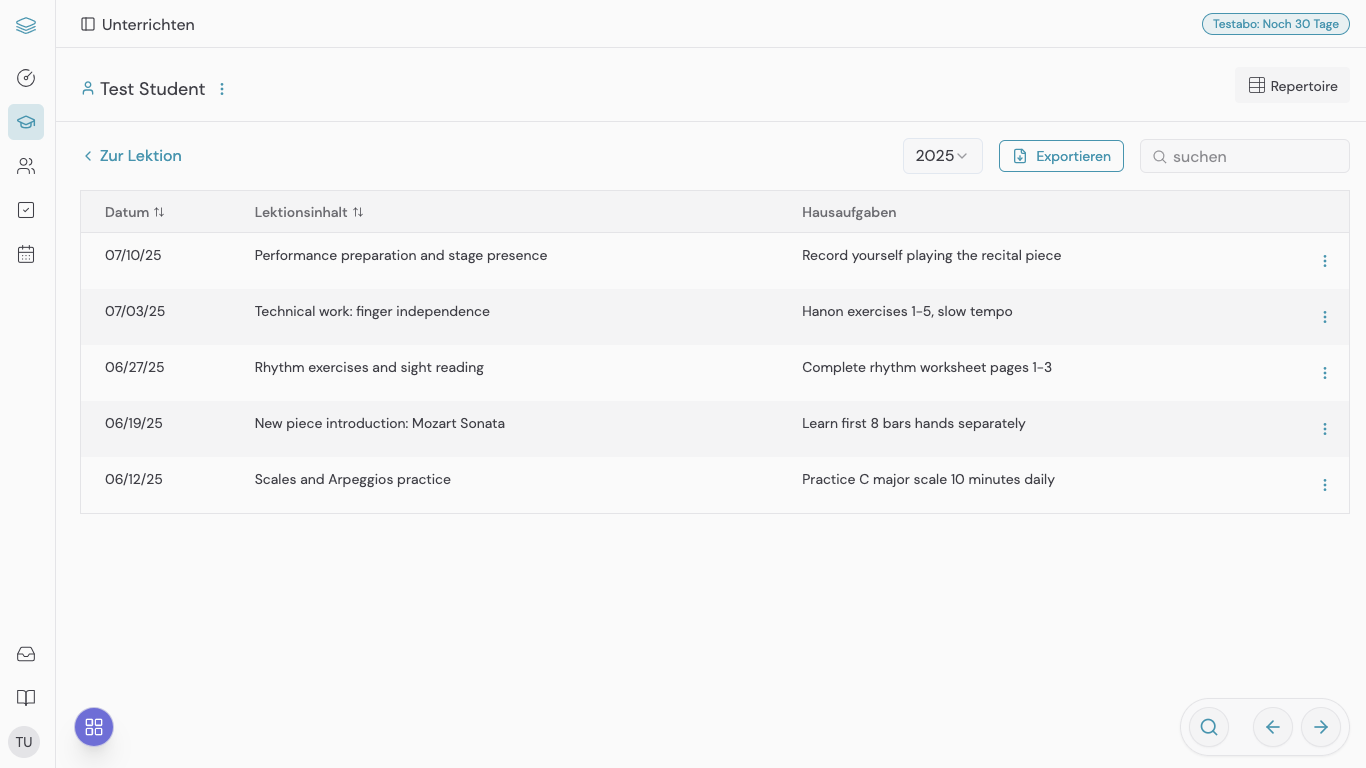 Unterrichten
Testabo: Noch 30 Tage
Test Student
Repertoire
Zur Lektion
2025
Exportieren
suchen
Datum Lektionsinhalt Hausaufgaben
07/10/25 Performance preparation and stage presence Record yourself playing the recital piece
07/03/25 Technical work: finger independence Hanon exercises 1-5, slow tempo
06/27/25 Rhythm exercises and sight reading Complete rhythm worksheet pages 1-3
06/19/25 New piece introduction: Mozart Sonata Learn first 8 bars hands separately
06/12/25 Scales and Arpeggios practice Practice C major scale 10 minutes daily
TU